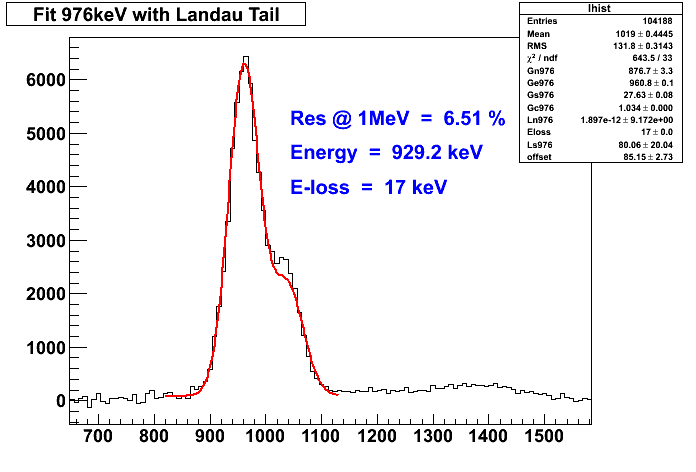 Fit 976keV with Landau Tail
lhist
Entries 104188
Mean 1019 ± 0.4445
RMS 131.8 ± 0.3143
χ² / ndf 643.5 / 33
Gn976 876.7 ± 3.3
Ge976 960.8 ± 0.1
Gs976 27.63 ± 0.08
Gc976 1.034 ± 0.000
Ln976 1.897e-12 ± 9.172e+00
Eloss 17 ± 0.0
Ls976 80.06 ± 20.04
offset 85.15 ± 2.73
Res @ 1MeV = 6.51 %
Energy = 929.2 keV
E-loss = 17 keV
6000
5000
4000
3000
2000
1000
0
700 800 900 1000 1100 1200 1300 1400 1500